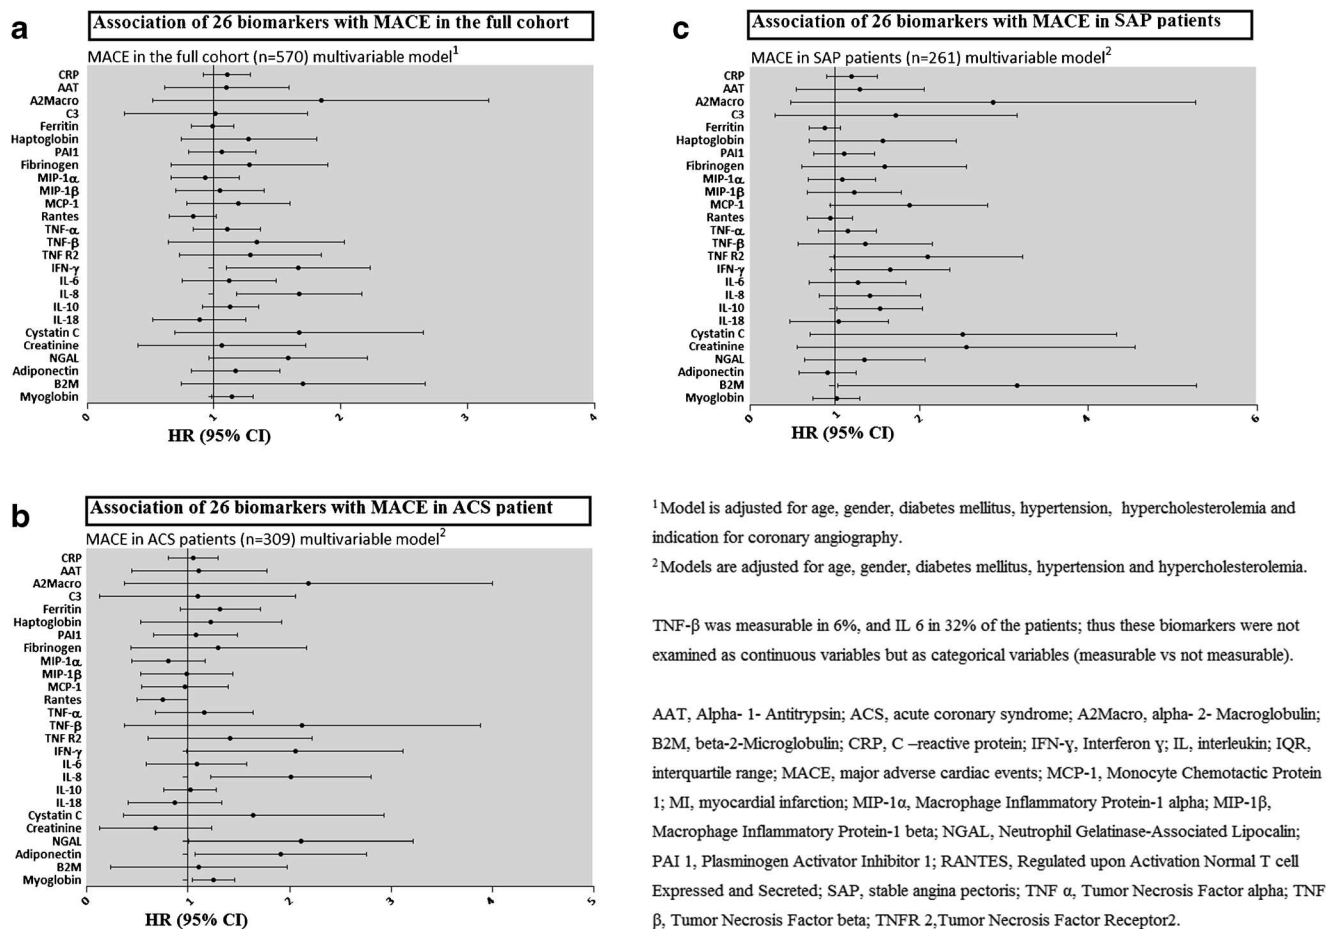 a
Association of 26 biomarkers with MACE in the full cohort
MACE in the full cohort (n=570) multivariable model1
CRP
AAT
A2Macro
C3
Ferritin
Haptoglobin
PAI1
Fibrinogen
MIP-1α
MIP-1β
MCP-1
Rantes
TNF-α
TNF-β
TNF R2
IFN-γ
IL-6
IL-8
IL-10
IL-18
Cystatin C
Creatinine
NGAL
Adiponectin
B2M
Myoglobin
0 1 2 3 4
HR (95% CI)
b
Association of 26 biomarkers with MACE in ACS patient
MACE in ACS patients (n=309) multivariable model2
CRP
AAT
A2Macro
C3
Ferritin
Haptoglobin
PAI1
Fibrinogen
MIP-1α
MIP-1β
MCP-1
Rantes
TNF-α
TNF-β
TNF R2
IFN-γ
IL-6
IL-8
IL-10
IL-18
Cystatin C
Creatinine
NGAL
Adiponectin
B2M
Myoglobin
0 1 2 3 4 5
HR (95% CI)
c
Association of 26 biomarkers with MACE in SAP patients
MACE in SAP patients (n=261) multivariable model2
CRP
AAT
A2Macro
C3
Ferritin
Haptoglobin
PAI1
Fibrinogen
MIP-1α
MIP-1β
MCP-1
Rantes
TNF-α
TNF-β
TNF R2
IFN-γ
IL-6
IL-8
IL-10
IL-18
Cystatin C
Creatinine
NGAL
Adiponectin
B2M
Myoglobin
0 1 2 4 6
HR (95% CI)
1 Model is adjusted for age, gender, diabetes mellitus, hypertension, hypercholesterolemia and
indication for coronary angiography.
2 Models are adjusted for age, gender, diabetes mellitus, hypertension and hypercholesterolemia.
TNF-β was measurable in 6%, and IL 6 in 32% of the patients; thus these biomarkers were not
examined as continuous variables but as categorical variables (measurable vs not measurable).
AAT, Alpha- 1- Antitrypsin; ACS, acute coronary syndrome; A2Macro, alpha- 2- Macroglobulin;
B2M, beta-2-Microglobulin; CRP, C –reactive protein; IFN-ɣ, Interferon ɣ; IL, interleukin; IQR,
interquartile range; MACE, major adverse cardiac events; MCP-1, Monocyte Chemotactic Protein
1; MI, myocardial infarction; MIP-1α, Macrophage Inflammatory Protein-1 alpha; MIP-1β,
Macrophage Inflammatory Protein-1 beta; NGAL, Neutrophil Gelatinase-Associated Lipocalin;
PAI 1, Plasminogen Activator Inhibitor 1; RANTES, Regulated upon Activation Normal T cell
Expressed and Secreted; SAP, stable angina pectoris; TNF α, Tumor Necrosis Factor alpha; TNF
β, Tumor Necrosis Factor beta; TNFR 2,Tumor Necrosis Factor Receptor2.